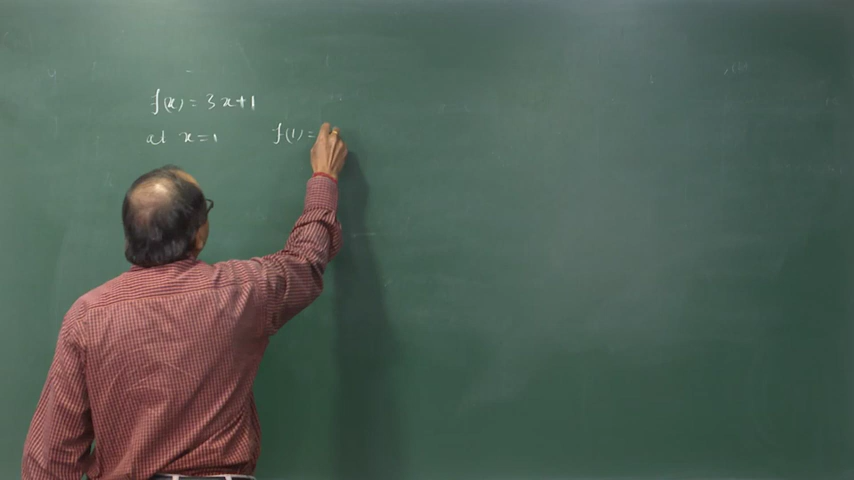 f(x) = 3x+1
at x=1 f(1) =